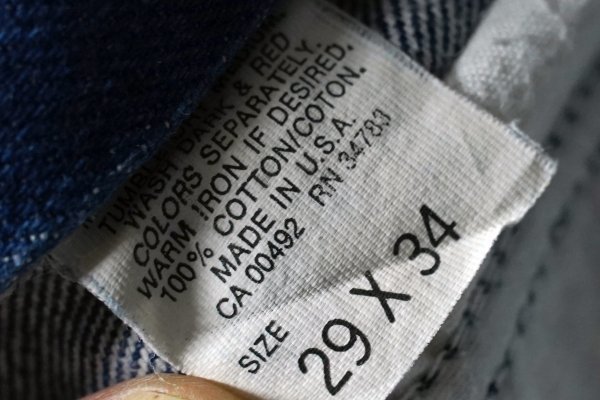 TUMBLE
WASH DARK & RED
COLORS SEPARATELY.
WARM IRON IF DESIRED.
100% COTTON/COTON.
MADE IN U.S.A.
CA 00492 RN 34783
SIZE 29 X 34